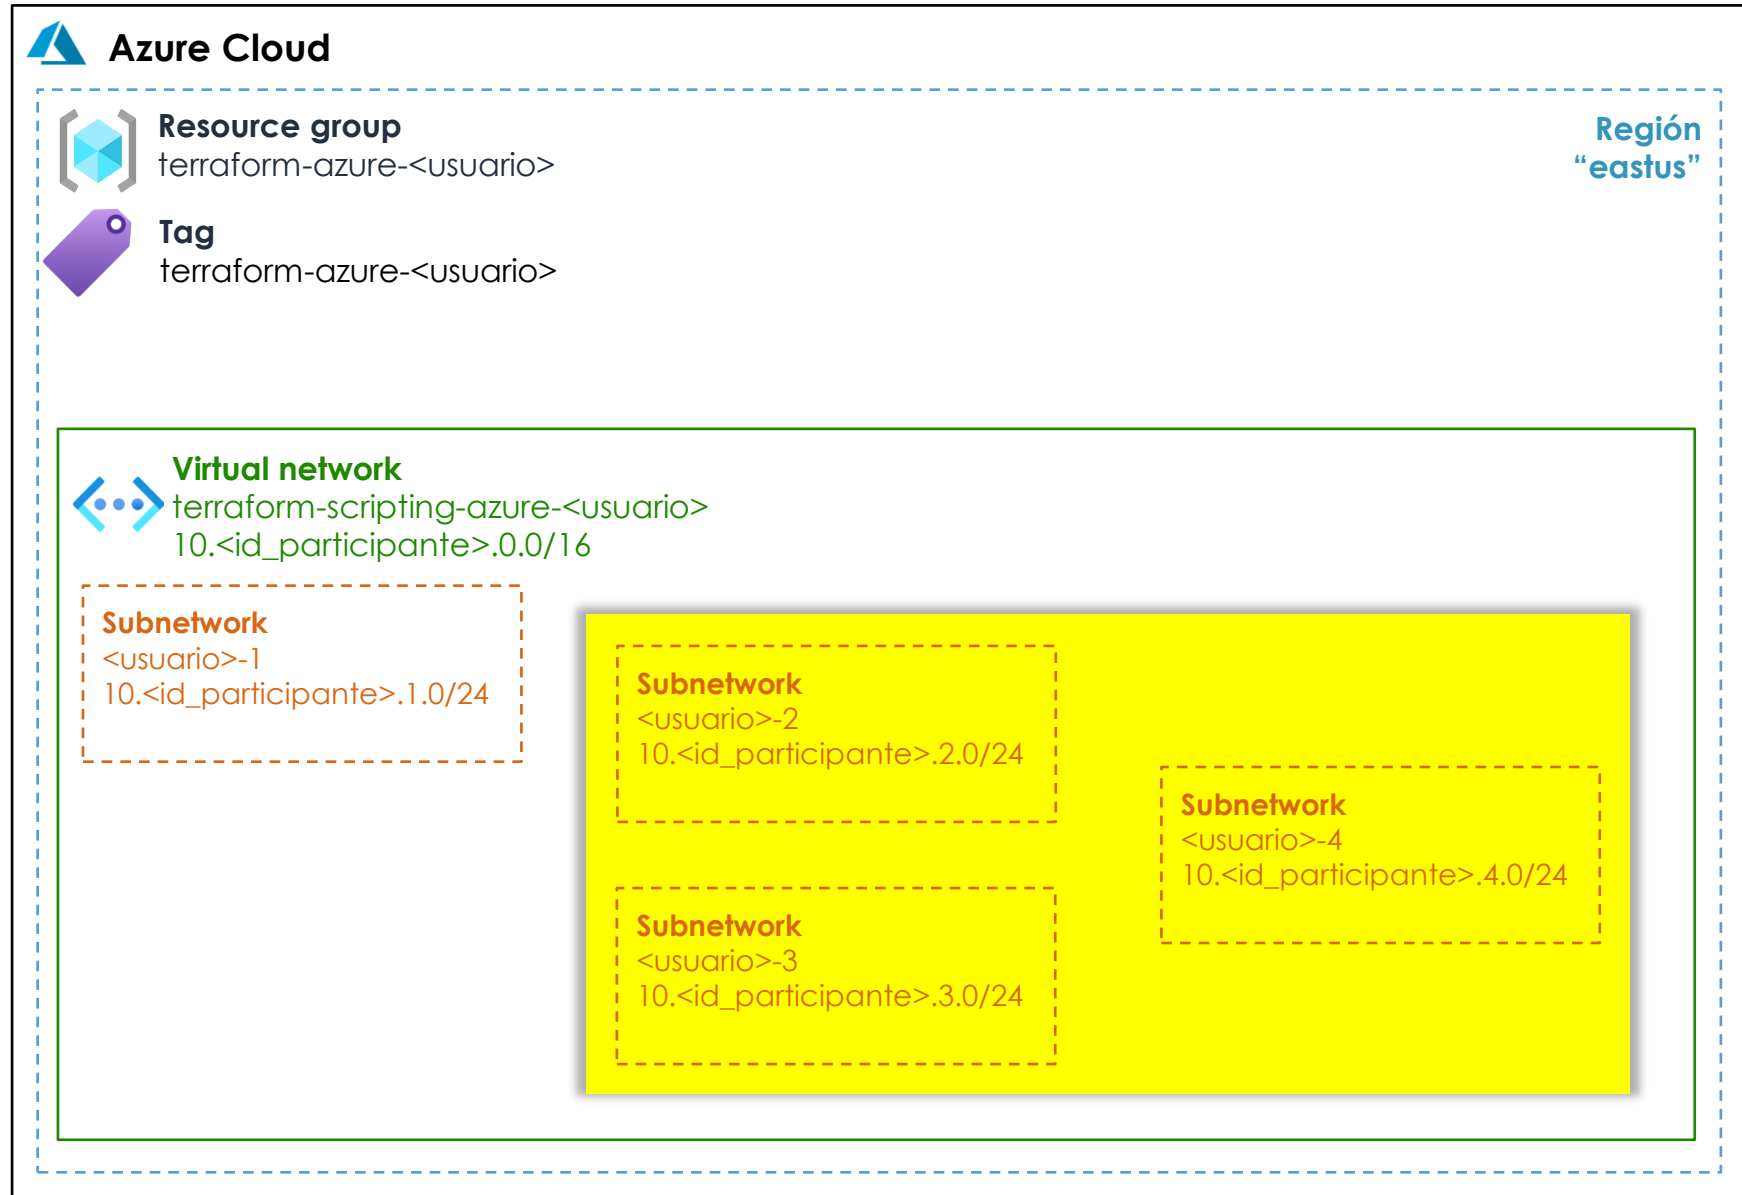 Azure Cloud
Resource group
terraform-azure-<usuario>
Región
“eastus”
Tag
terraform-azure-<usuario>
Virtual network
terraform-scripting-azure-<usuario>
10.<id_participante>.0.0/16
Subnetwork
<usuario>-1
10.<id_participante>.1.0/24
Subnetwork
<usuario>-2
10.<id_participante>.2.0/24
Subnetwork
<usuario>-4
10.<id_participante>.4.0/24
Subnetwork
<usuario>-3
10.<id_participante>.3.0/24